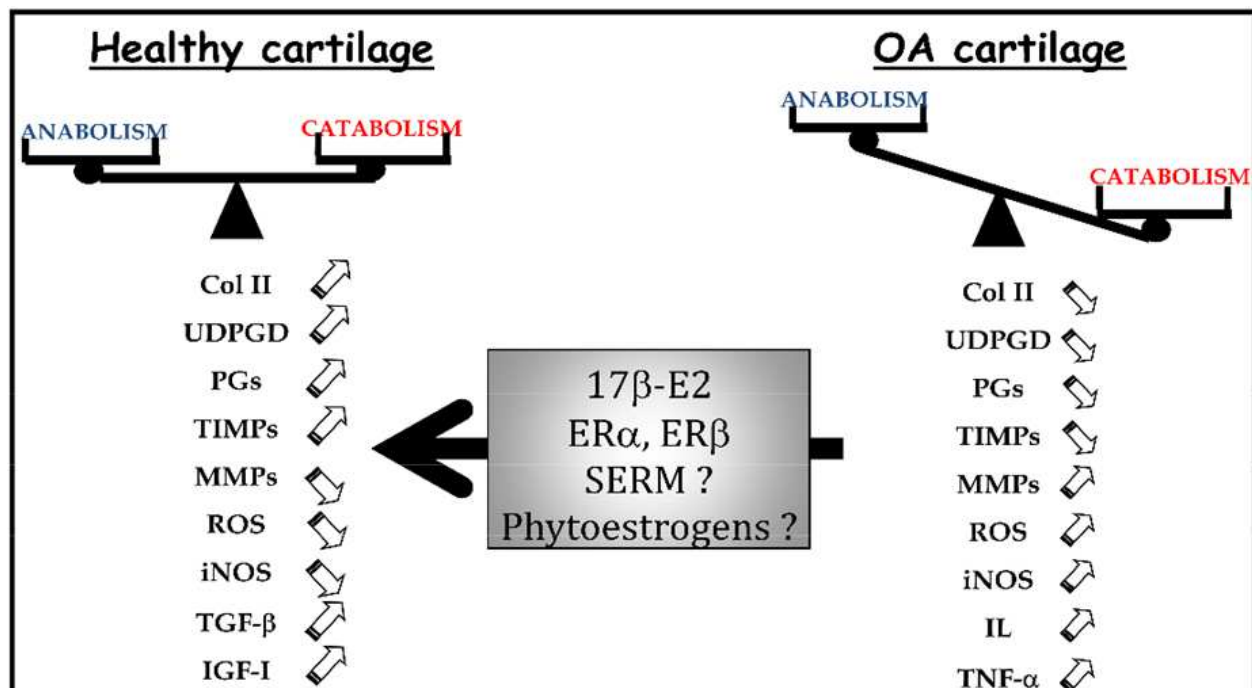 Healthy cartilage
ANABOLISM
CATABOLISM
Col II
UDPGD
PGs
TIMPs
MMPs
ROS
iNOS
TGF-β
IGF-I
17β-E2
ERα, ERβ
SERM ?
Phytoestrogens ?
OA cartilage
ANABOLISM
CATABOLISM
Col II
UDPGD
PGs
TIMPs
MMPs
ROS
iNOS
IL
TNF-α